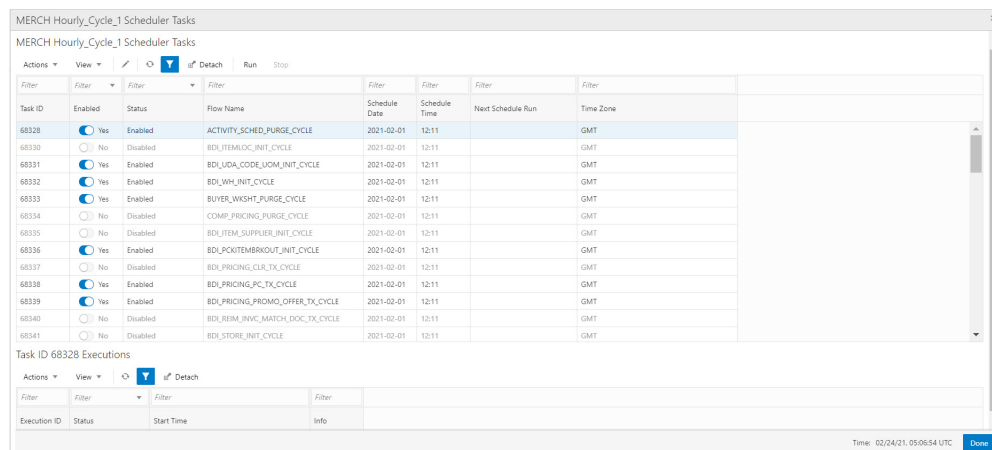 MERCH Hourly_Cycle_1 Scheduler Tasks
MERCH Hourly_Cycle_1 Scheduler Tasks
Actions View Detach Run Stop
Filter Filter Filter Filter Filter Filter Filter Filter
Task ID Enabled Status Flow Name Schedule Date Schedule Time Next Schedule Run Time Zone
68328 Yes Enabled ACTIVITY_SCHED_PURGE_CYCLE 2021-02-01 12:11 GMT
68330 No Disabled BDI_ITEMLOC_INIT_CYCLE 2021-02-01 12:11 GMT
68331 Yes Enabled BDI_UDA_CODE_UOM_INIT_CYCLE 2021-02-01 12:11 GMT
68332 Yes Enabled BDI_WH_INIT_CYCLE 2021-02-01 12:11 GMT
68333 Yes Enabled BUYER_WKSHT_PURGE_CYCLE 2021-02-01 12:11 GMT
68334 No Disabled COMP_PRICING_PURGE_CYCLE 2021-02-01 12:11 GMT
68335 No Disabled BDI_ITEM_SUPPLIER_INIT_CYCLE 2021-02-01 12:11 GMT
68336 Yes Enabled BDI_PCKITEMBRKOUT_INIT_CYCLE 2021-02-01 12:11 GMT
68337 No Disabled BDI_PRICING_CLR_TX_CYCLE 2021-02-01 12:11 GMT
68338 Yes Enabled BDI_PRICING_PC_TX_CYCLE 2021-02-01 12:11 GMT
68339 Yes Enabled BDI_PRICING_PROMO_OFFER_TX_CYCLE 2021-02-01 12:11 GMT
68340 No Disabled BDI_REIM_INVC_MATCH_DOC_TX_CYCLE 2021-02-01 12:11 GMT
68341 No Disabled BDI_STORE_INIT_CYCLE 2021-02-01 12:11 GMT
Task ID 68328 Executions
Actions View Detach
Filter Filter Filter Filter
Execution ID Status Start Time Info
Time: 02/24/21, 05:06:54 UTC Done